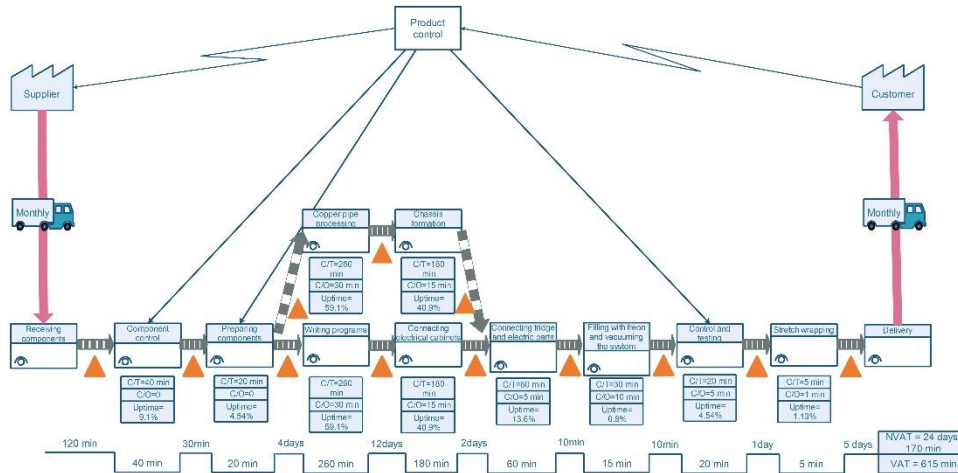 Product
control
Supplier
Customer
Monthly
Monthly
Copper pipe
processing
Chassis
formation
C/T=260
min
C/O=30 min
Uptime=
59.1%
C/T=180
min
C/O=15 min
Uptime=
40.9%
Receiving
components
Component
control
Preparing
components
Writing programs
Connecting
electrical cabinets
Connecting fridge
and electric parts
Filling with freon
and vacuuming
the system
Control and
testing
Stretch wrapping
Delivery
C/T=40 min
C/O=0
Uptime=
9.1%
C/T=20 min
C/O=0
Uptime=
4.54%
C/T=260
min
C/O=30 min
Uptime=
59.1%
C/T=180
min
C/O=15 min
Uptime=
40.9%
C/T=60 min
C/O=5 min
Uptime=
13.6%
C/T=30 min
C/O=10 min
Uptime=
6.8%
C/T=20 min
C/O=5 min
Uptime=
4.54%
C/T=5 min
C/O=1 min
Uptime=
1.13%
120 min
30min
4days
12days
2days
10min
10min
1day
5 days
NVAT = 24 days
170 min
40 min
20 min
260 min
180 min
60 min
15 min
20 min
5 min
VAT = 615 min